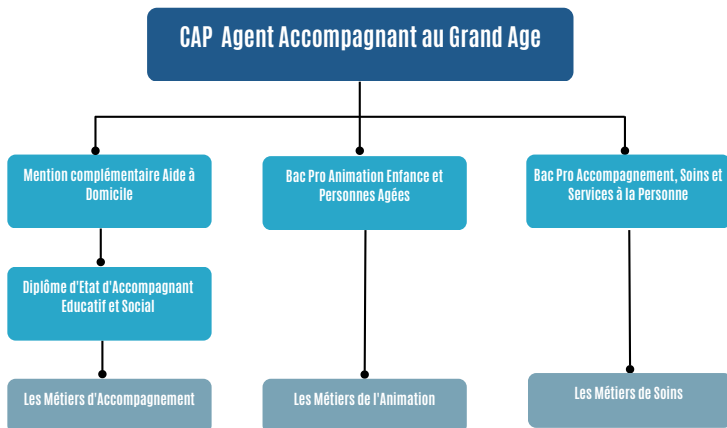 CAP Agent Accompagnant au Grand Age
Mention complémentaire Aide à
Domicile
Bac Pro Animation Enfance et
Personnes Agées
Bac Pro Accompagnement, Soins et
Services à la Personne
Diplôme d'Etat d'Accompagnant
Educatif et Social
Les Métiers d'Accompagnement
Les Métiers de l'Animation
Les Métiers de Soins